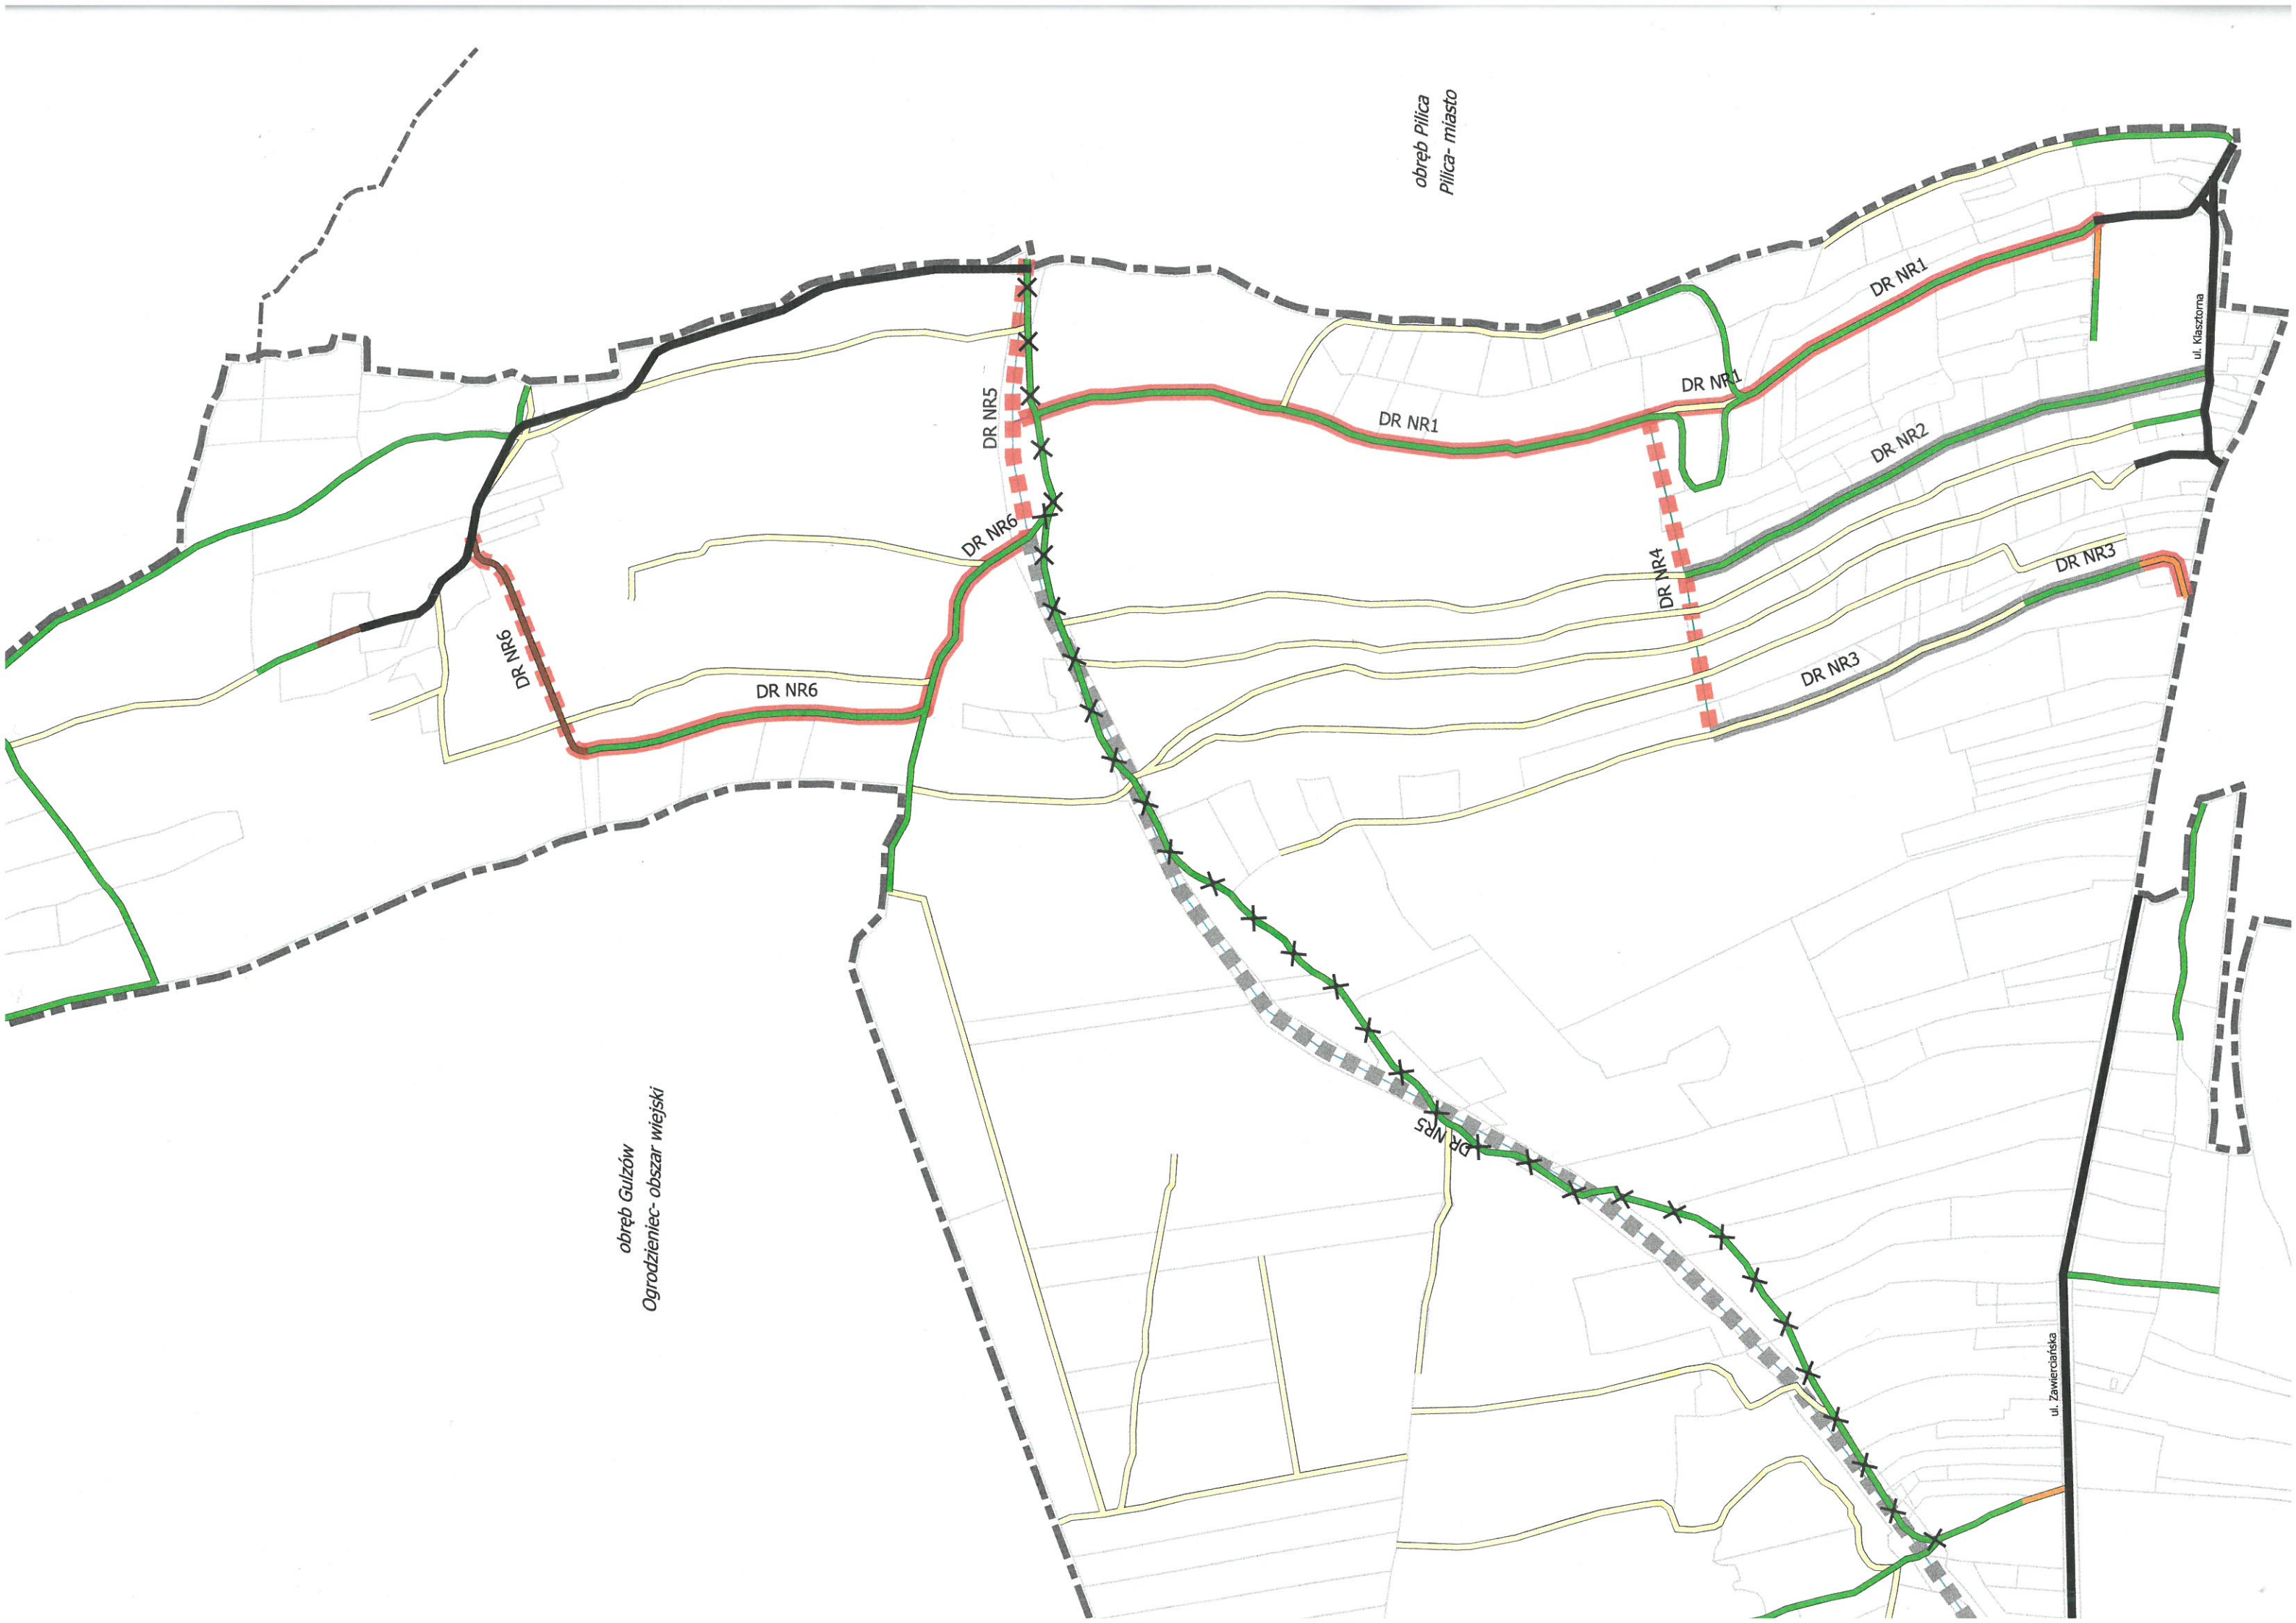 obręb Pilica
Pilica- miasto
DR NR1
ul. Klasztorna
DR NR1
DR NR5
DR NR1
DR NR2
DR NR6
DR NR3
DR NR4
DR NR6
DR NR3
DR NR6
DR NR5
obręb Gulzów
Ogrodzieniec- obszar wiejski
ul. Zawierciańska